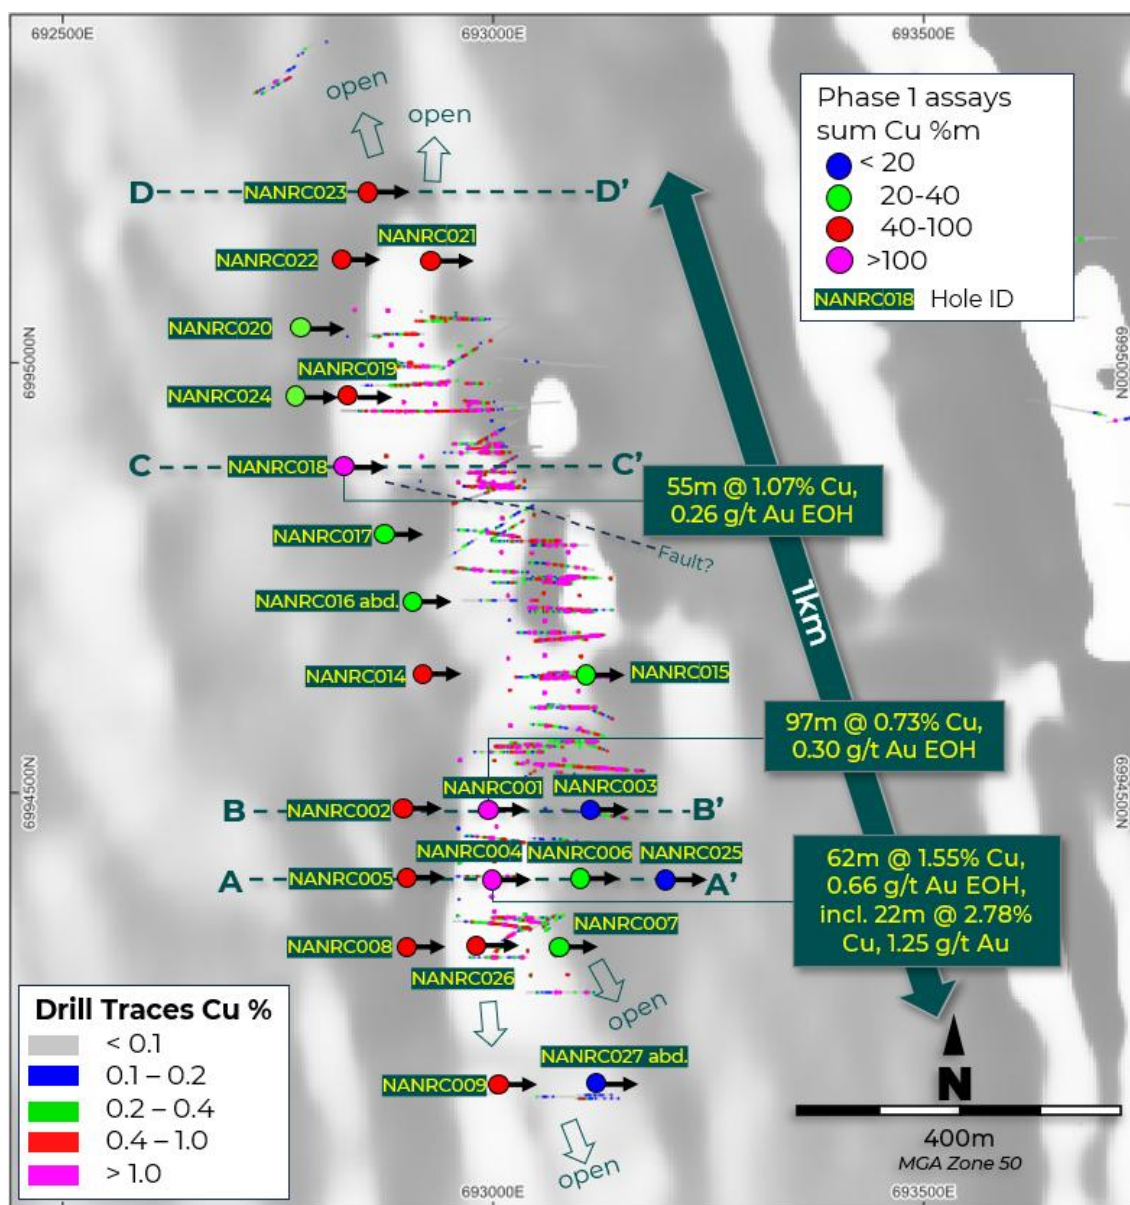 692500E
693000E
693500E
open
open
Phase 1 assays
sum Cu %m
< 20
20-40
40-100
>100
NANRC018 Hole ID
D
NANRC023
D'
NANRC021
NANRC022
NANRC020
6995000N
6995000N
NANRC019
NANRC024
C
NANRC018
C'
55m @ 1.07% Cu,
0.26 g/t Au EOH
NANRC017
Fault?
NANRC016 abd.
1km
NANRC014
NANRC015
97m @ 0.73% Cu,
0.30 g/t Au EOH
6994500N
6994500N
NANRC001
NANRC003
B
NANRC002
B'
NANRC004
NANRC006
NANRC025
A
NANRC005
A'
62m @ 1.55% Cu,
0.66 g/t Au EOH,
incl. 22m @ 2.78%
Cu, 1.25 g/t Au
NANRC007
NANRC008
NANRC026
open
Drill Traces Cu %
< 0.1
0.1 – 0.2
0.2 – 0.4
0.4 – 1.0
> 1.0
NANRC027 abd.
NANRC009
N
400m
MGA Zone 50
open
693000E
693500E